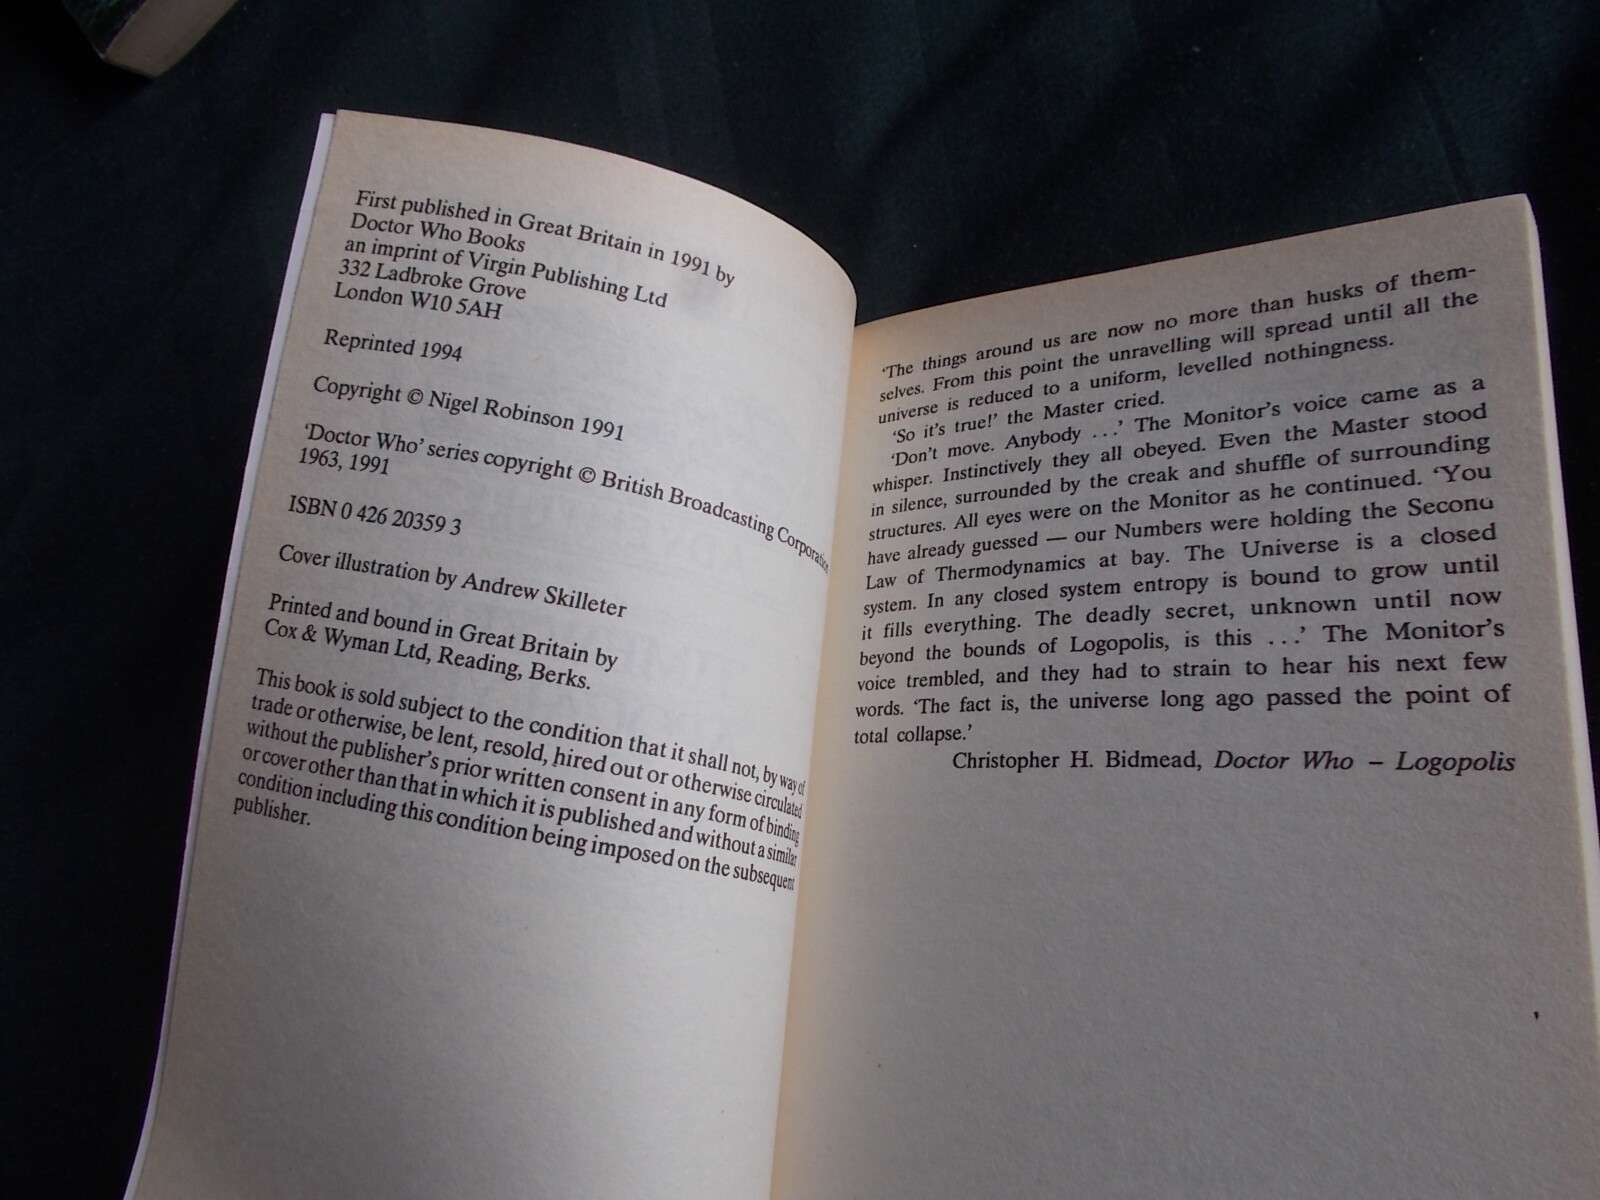 First published in Great Britain in 1991 by
Doctor Who Books
an imprint of Virgin Publishing Ltd
332 Ladbroke Grove
London W10 5AH
Reprinted 1994
Copyright © Nigel Robinson 1991
'Doctor Who' series copyright © British Broadcasting Corporation
1963, 1991
ISBN 0 426 20359 3
Cover illustration by Andrew Skilleter
Printed and bound in Great Britain by
Cox & Wyman Ltd, Reading, Berks.
This book is sold subject to the condition that it shall not, by way of
trade or otherwise, be lent, resold, hired out or otherwise circulated
without the publisher's prior written consent in any form of binding
or cover other than that in which it is published and without a similar
condition including this condition being imposed on the subsequent
publisher.
'The things around us are now no more than husks of them-
selves. From this point the unravelling will spread until all the
universe is reduced to a uniform, levelled nothingness.
'So it's true!' the Master cried.
'Don't move. Anybody ...' The Monitor's voice came as a
whisper. Instinctively they all obeyed. Even the Master stood
in silence, surrounded by the creak and shuffle of surrounding
structures. All eyes were on the Monitor as he continued. 'You
have already guessed — our Numbers were holding the Second
Law of Thermodynamics at bay. The Universe is a closed
system. In any closed system entropy is bound to grow until
it fills everything. The deadly secret, unknown until now
beyond the bounds of Logopolis, is this ...' The Monitor's
voice trembled, and they had to strain to hear his next few
words. 'The fact is, the universe long ago passed the point of
total collapse.'
Christopher H. Bidmead, Doctor Who – Logopolis